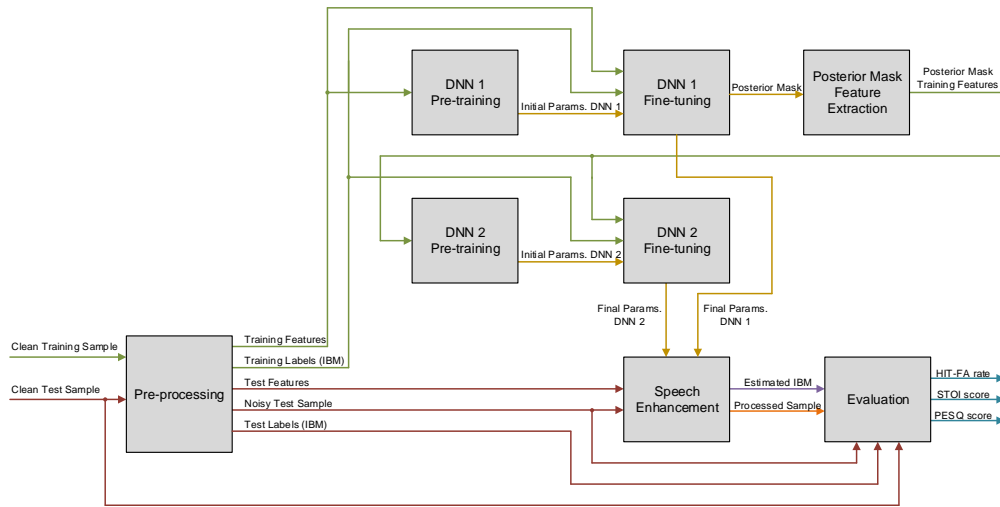 DNN 1
Pre-training
DNN 1
Fine-tuning
Posterior Mask
Feature
Extraction
Posterior Mask
Training Features
Posterior Mask
Initial Params. DNN 1
DNN 2
Pre-training
DNN 2
Fine-tuning
Initial Params. DNN 2
Final Params.
DNN 2
Final Params.
DNN 1
Clean Training Sample
Clean Test Sample
Pre-processing
Training Features
Training Labels (IBM)
Test Features
Noisy Test Sample
Test Labels (IBM)
Speech
Enhancement
Estimated IBM
Processed Sample
Evaluation
HIT-FA rate
STOI score
PESQ score